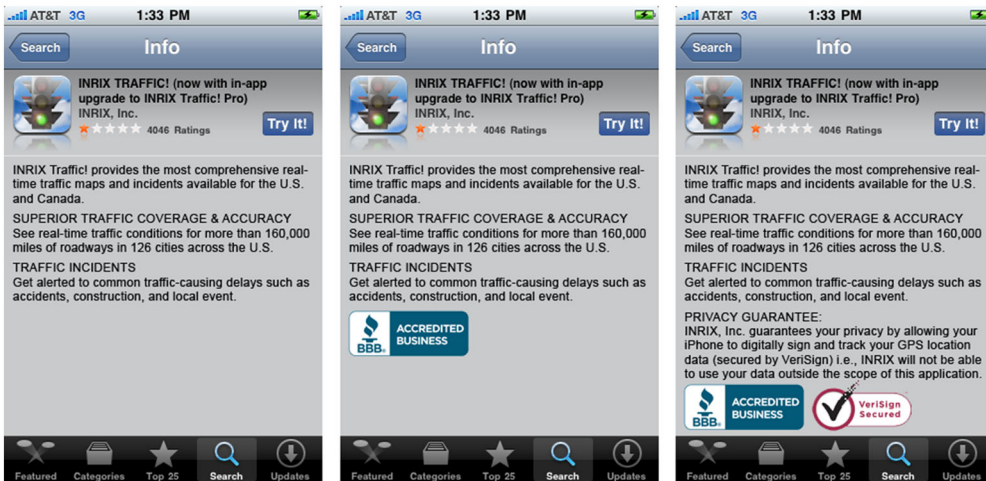 AT&T 3G 1:33 PM
Search Info
INRIX TRAFFIC! (now with in-app
upgrade to INRIX Traffic! Pro)
INRIX, Inc.
4046 Ratings Try It!
INRIX Traffic! provides the most comprehensive real-
time traffic maps and incidents available for the U.S.
and Canada.
SUPERIOR TRAFFIC COVERAGE & ACCURACY
See real-time traffic conditions for more than 160,000
miles of roadways in 126 cities across the U.S.
TRAFFIC INCIDENTS
Get alerted to common traffic-causing delays such as
accidents, construction, and local event.
Featured Categories Top 25 Search Updates
AT&T 3G 1:33 PM
Search Info
INRIX TRAFFIC! (now with in-app
upgrade to INRIX Traffic! Pro)
INRIX, Inc.
4046 Ratings Try It!
INRIX Traffic! provides the most comprehensive real-
time traffic maps and incidents available for the U.S.
and Canada.
SUPERIOR TRAFFIC COVERAGE & ACCURACY
See real-time traffic conditions for more than 160,000
miles of roadways in 126 cities across the U.S.
TRAFFIC INCIDENTS
Get alerted to common traffic-causing delays such as
accidents, construction, and local event.
ACCREDITED
BUSINESS
BBB.
Featured Categories Top 25 Search Updates
AT&T 3G 1:33 PM
Search Info
INRIX TRAFFIC! (now with in-app
upgrade to INRIX Traffic! Pro)
INRIX, Inc.
4046 Ratings Try It!
INRIX Traffic! provides the most comprehensive real-
time traffic maps and incidents available for the U.S.
and Canada.
SUPERIOR TRAFFIC COVERAGE & ACCURACY
See real-time traffic conditions for more than 160,000
miles of roadways in 126 cities across the U.S.
TRAFFIC INCIDENTS
Get alerted to common traffic-causing delays such as
accidents, construction, and local event.
PRIVACY GUARANTEE:
INRIX, Inc. guarantees your privacy by allowing your
iPhone to digitally sign and track your GPS location
data (secured by VeriSign) i.e., INRIX will not be able
to use your data outside the scope of this application.
ACCREDITED
BUSINESS
BBB.
VeriSign
Secured
Featured Categories Top 25 Search Updates